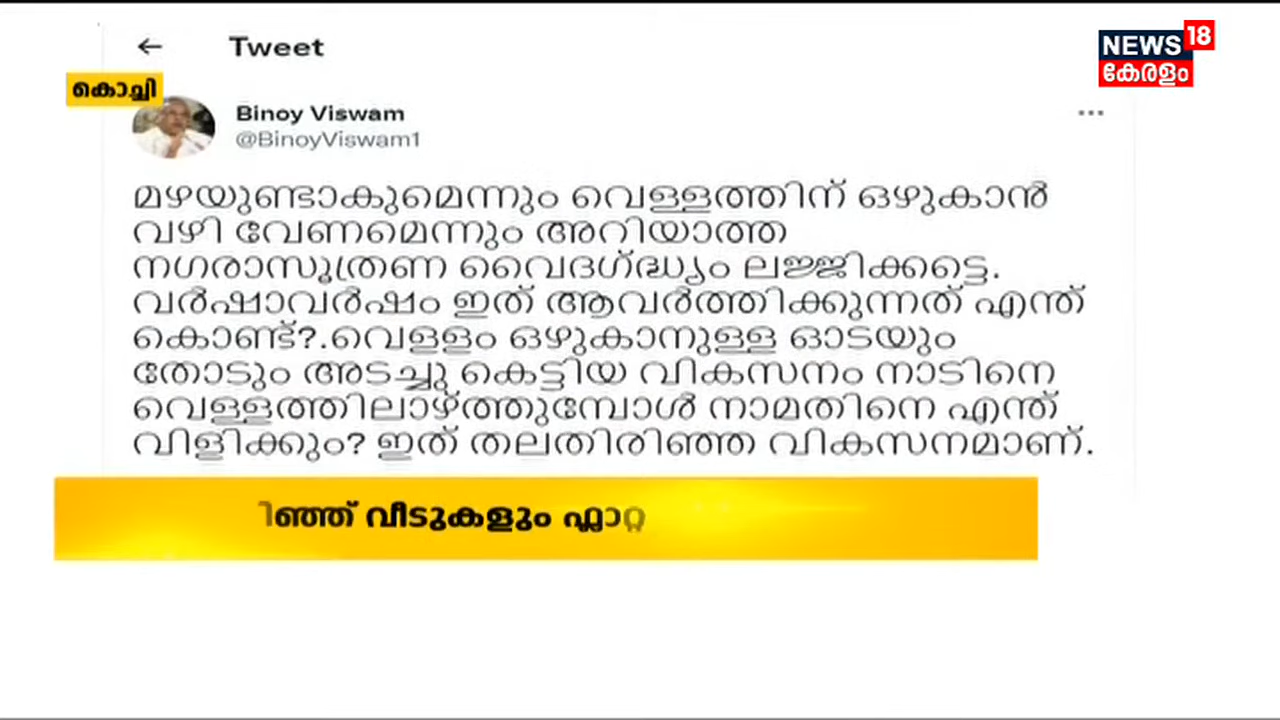 Tweet
NEWS 18
കേരളം
കൊച്ചി
Binoy Viswam
@BinoyViswam1
മഴയുണ്ടാകുമെന്നും വെള്ളത്തിന് ഒഴുകാൻ
വഴി വേണമെന്നും അറിയാത്ത
നഗരാസൂത്രണ വൈദഗ്ദ്ധ്യം ലജ്ജിക്കട്ടെ.
വർഷാവർഷം ഇത് ആവർത്തിക്കുന്നത് എന്ത്
കൊണ്ട്?.വെള്ളം ഒഴുകാനുള്ള ഓടയും
തോടും അടച്ചു കെട്ടിയ വികസനം നാടിനെ
വെള്ളത്തിലാഴ്ത്തുമ്പോൾ നാമതിനെ എന്ത്
വിളിക്കും? ഇത് തലതിരിഞ്ഞ വികസനമാണ്.
വീടുകളും